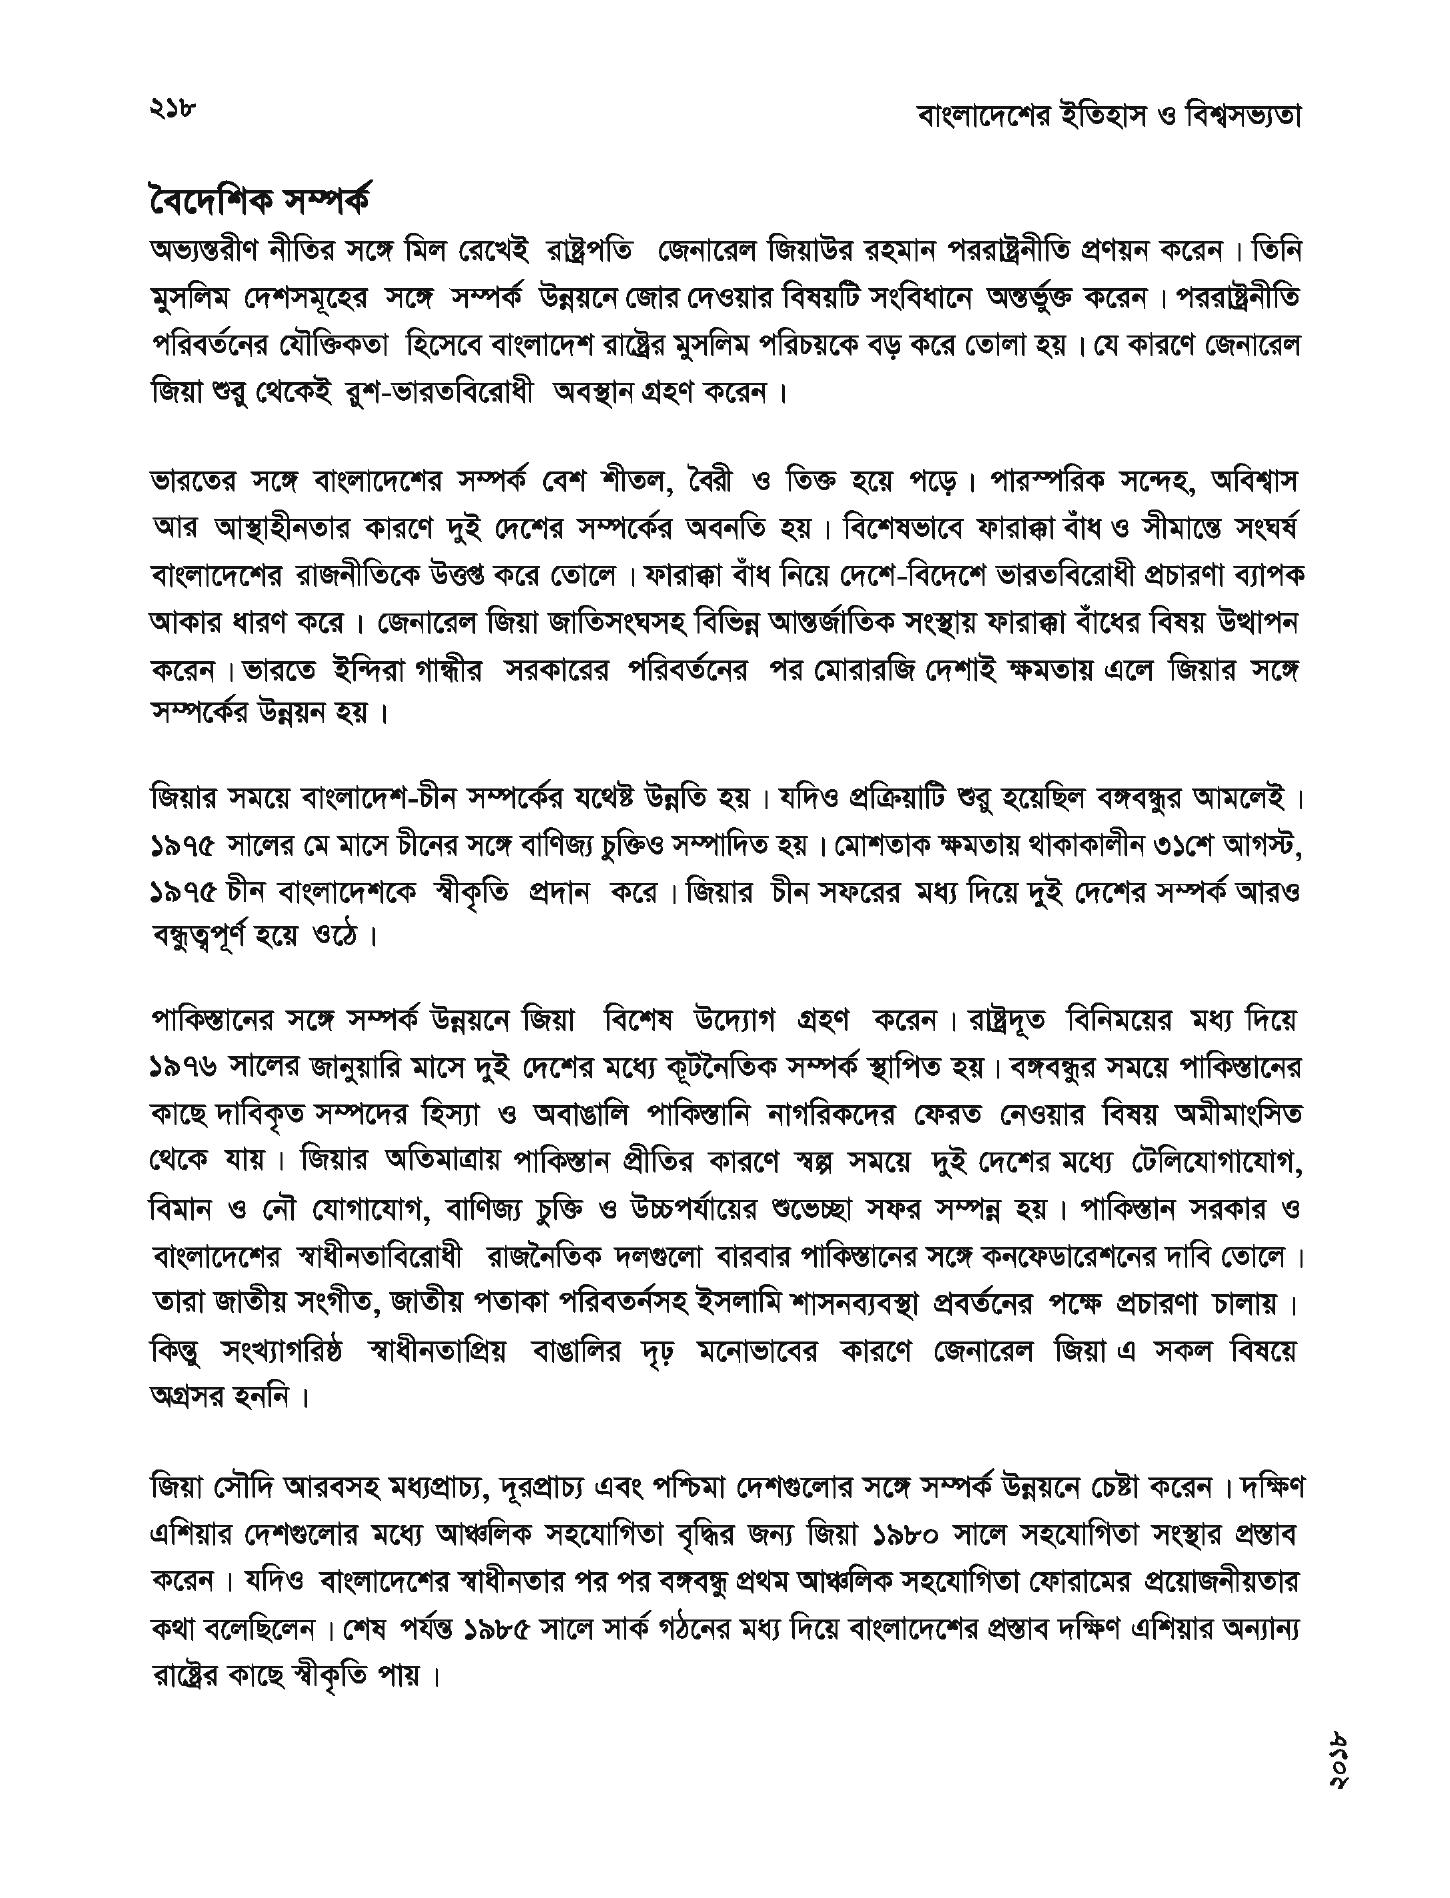 ২১৮
বাংলাদেশের ইতিহাস ও বিশ্বসভ্যতা
বৈদেশিক সম্পর্ক
অভ্যন্তরীণ নীতির সঙ্গে মিল রেখেই রাষ্ট্রপতি জেনারেল জিয়াউর রহমান পররাষ্ট্রনীতি প্রণয়ন করেন। তিনি
মুসলিম দেশসমূহের সঙ্গে সম্পর্ক উন্নয়নে জোর দেওয়ার বিষয়টি সংবিধানে অন্তর্ভুক্ত করেন। পররাষ্ট্রনীতি
পরিবর্তনের যৌক্তিকতা হিসেবে বাংলাদেশ রাষ্ট্রের মুসলিম পরিচয়কে বড় করে তোলা হয়। যে কারণে জেনারেল
জিয়া শুরু থেকেই রুশ-ভারতবিরোধী অবস্থান গ্রহণ করেন।
ভারতের সঙ্গে বাংলাদেশের সম্পর্ক বেশ শীতল, বৈরী ও তিক্ত হয়ে পড়ে। পারস্পরিক সন্দেহ, অবিশ্বাস
আর আস্থাহীনতার কারণে দুই দেশের সম্পর্কের অবনতি হয়। বিশেষভাবে ফারাক্কা বাঁধ ও সীমান্তে সংঘর্ষ
বাংলাদেশের রাজনীতিকে উত্তপ্ত করে তোলে। ফারাক্কা বাঁধ নিয়ে দেশে-বিদেশে ভারতবিরোধী প্রচারণা ব্যাপক
আকার ধারণ করে। জেনারেল জিয়া জাতিসংঘসহ বিভিন্ন আন্তর্জাতিক সংস্থায় ফারাক্কা বাঁধের বিষয় উত্থাপন
করেন। ভারতে ইন্দিরা গান্ধীর সরকারের পরিবর্তনের পর মোরারজি দেশাই ক্ষমতায় এলে জিয়ার সঙ্গে
সম্পর্কের উন্নয়ন হয়।
জিয়ার সময়ে বাংলাদেশ-চীন সম্পর্কের যথেষ্ট উন্নতি হয়। যদিও প্রক্রিয়াটি শুরু হয়েছিল বঙ্গবন্ধুর আমলেই।
১৯৭৫ সালের মে মাসে চীনের সঙ্গে বাণিজ্য চুক্তিও সম্পাদিত হয়। মোশতাক ক্ষমতায় থাকাকালীন ৩১শে আগস্ট,
১৯৭৫ চীন বাংলাদেশকে স্বীকৃতি প্রদান করে। জিয়ার চীন সফরের মধ্য দিয়ে দুই দেশের সম্পর্ক আরও
বন্ধুত্বপূর্ণ হয়ে ওঠে।
পাকিস্তানের সঙ্গে সম্পর্ক উন্নয়নে জিয়া বিশেষ উদ্যোগ গ্রহণ করেন। রাষ্ট্রদূত বিনিময়ের মধ্য দিয়ে
১৯৭৬ সালের জানুয়ারি মাসে দুই দেশের মধ্যে কূটনৈতিক সম্পর্ক স্থাপিত হয়। বঙ্গবন্ধুর সময়ে পাকিস্তানের
কাছে দাবিকৃত সম্পদের হিস্যা ও অবাঙালি পাকিস্তানি নাগরিকদের ফেরত নেওয়ার বিষয় অমীমাংসিত
থেকে যায়। জিয়ার অতিমাত্রায় পাকিস্তান প্রীতির কারণে স্বল্প সময়ে দুই দেশের মধ্যে টেলিযোগাযোগ,
বিমান ও নৌ যোগাযোগ, বাণিজ্য চুক্তি ও উচ্চপর্যায়ের শুভেচ্ছা সফর সম্পন্ন হয়। পাকিস্তান সরকার ও
বাংলাদেশের স্বাধীনতাবিরোধী রাজনৈতিক দলগুলো বারবার পাকিস্তানের সঙ্গে কনফেডারেশনের দাবি তোলে।
তারা জাতীয় সংগীত, জাতীয় পতাকা পরিবতর্নসহ ইসলামি শাসনব্যবস্থা প্রবর্তনের পক্ষে প্রচারণা চালায়।
কিন্তু সংখ্যাগরিষ্ঠ স্বাধীনতাপ্রিয় বাঙালির দৃঢ় মনোভাবের কারণে জেনারেল জিয়া এ সকল বিষয়ে
অগ্রসর হননি।
জিয়া সৌদি আরবসহ মধ্যপ্রাচ্য, দূরপ্রাচ্য এবং পশ্চিমা দেশগুলোর সঙ্গে সম্পর্ক উন্নয়নে চেষ্টা করেন। দক্ষিণ
এশিয়ার দেশগুলোর মধ্যে আঞ্চলিক সহযোগিতা বৃদ্ধির জন্য জিয়া ১৯৮০ সালে সহযোগিতা সংস্থার প্রস্তাব
করেন। যদিও বাংলাদেশের স্বাধীনতার পর পর বঙ্গবন্ধু প্রথম আঞ্চলিক সহযোগিতা ফোরামের প্রয়োজনীয়তার
কথা বলেছিলেন। শেষ পর্যন্ত ১৯৮৫ সালে সার্ক গঠনের মধ্য দিয়ে বাংলাদেশের প্রস্তাব দক্ষিণ এশিয়ার অন্যান্য
রাষ্ট্রের কাছে স্বীকৃতি পায়।
২০১৮